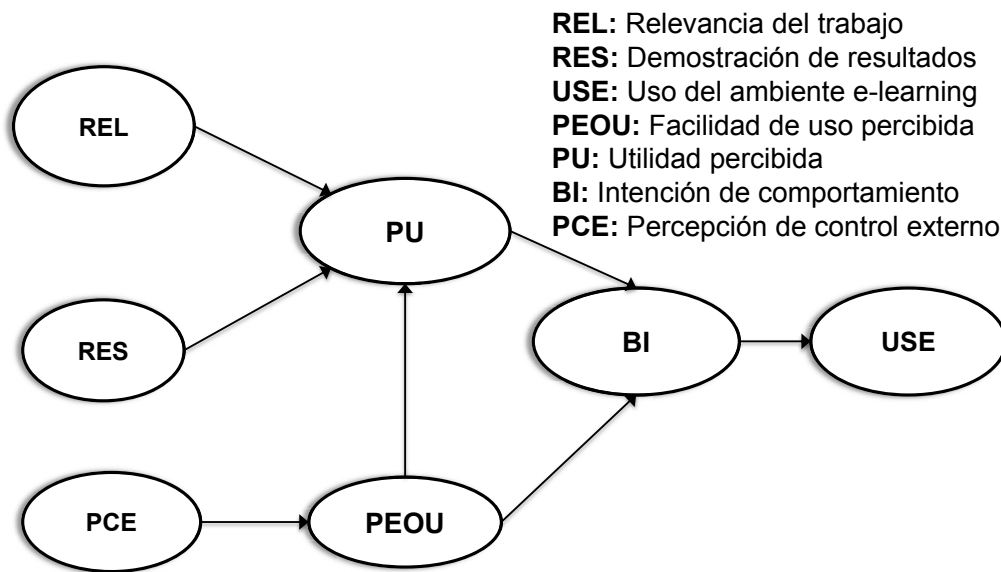 REL: Relevancia del trabajo
RES: Demostración de resultados
USE: Uso del ambiente e-learning
PEOU: Facilidad de uso percibida
PU: Utilidad percibida
BI: Intención de comportamiento
PCE: Percepción de control externo
REL
PU
RES
BI
USE
PCE
PEOU